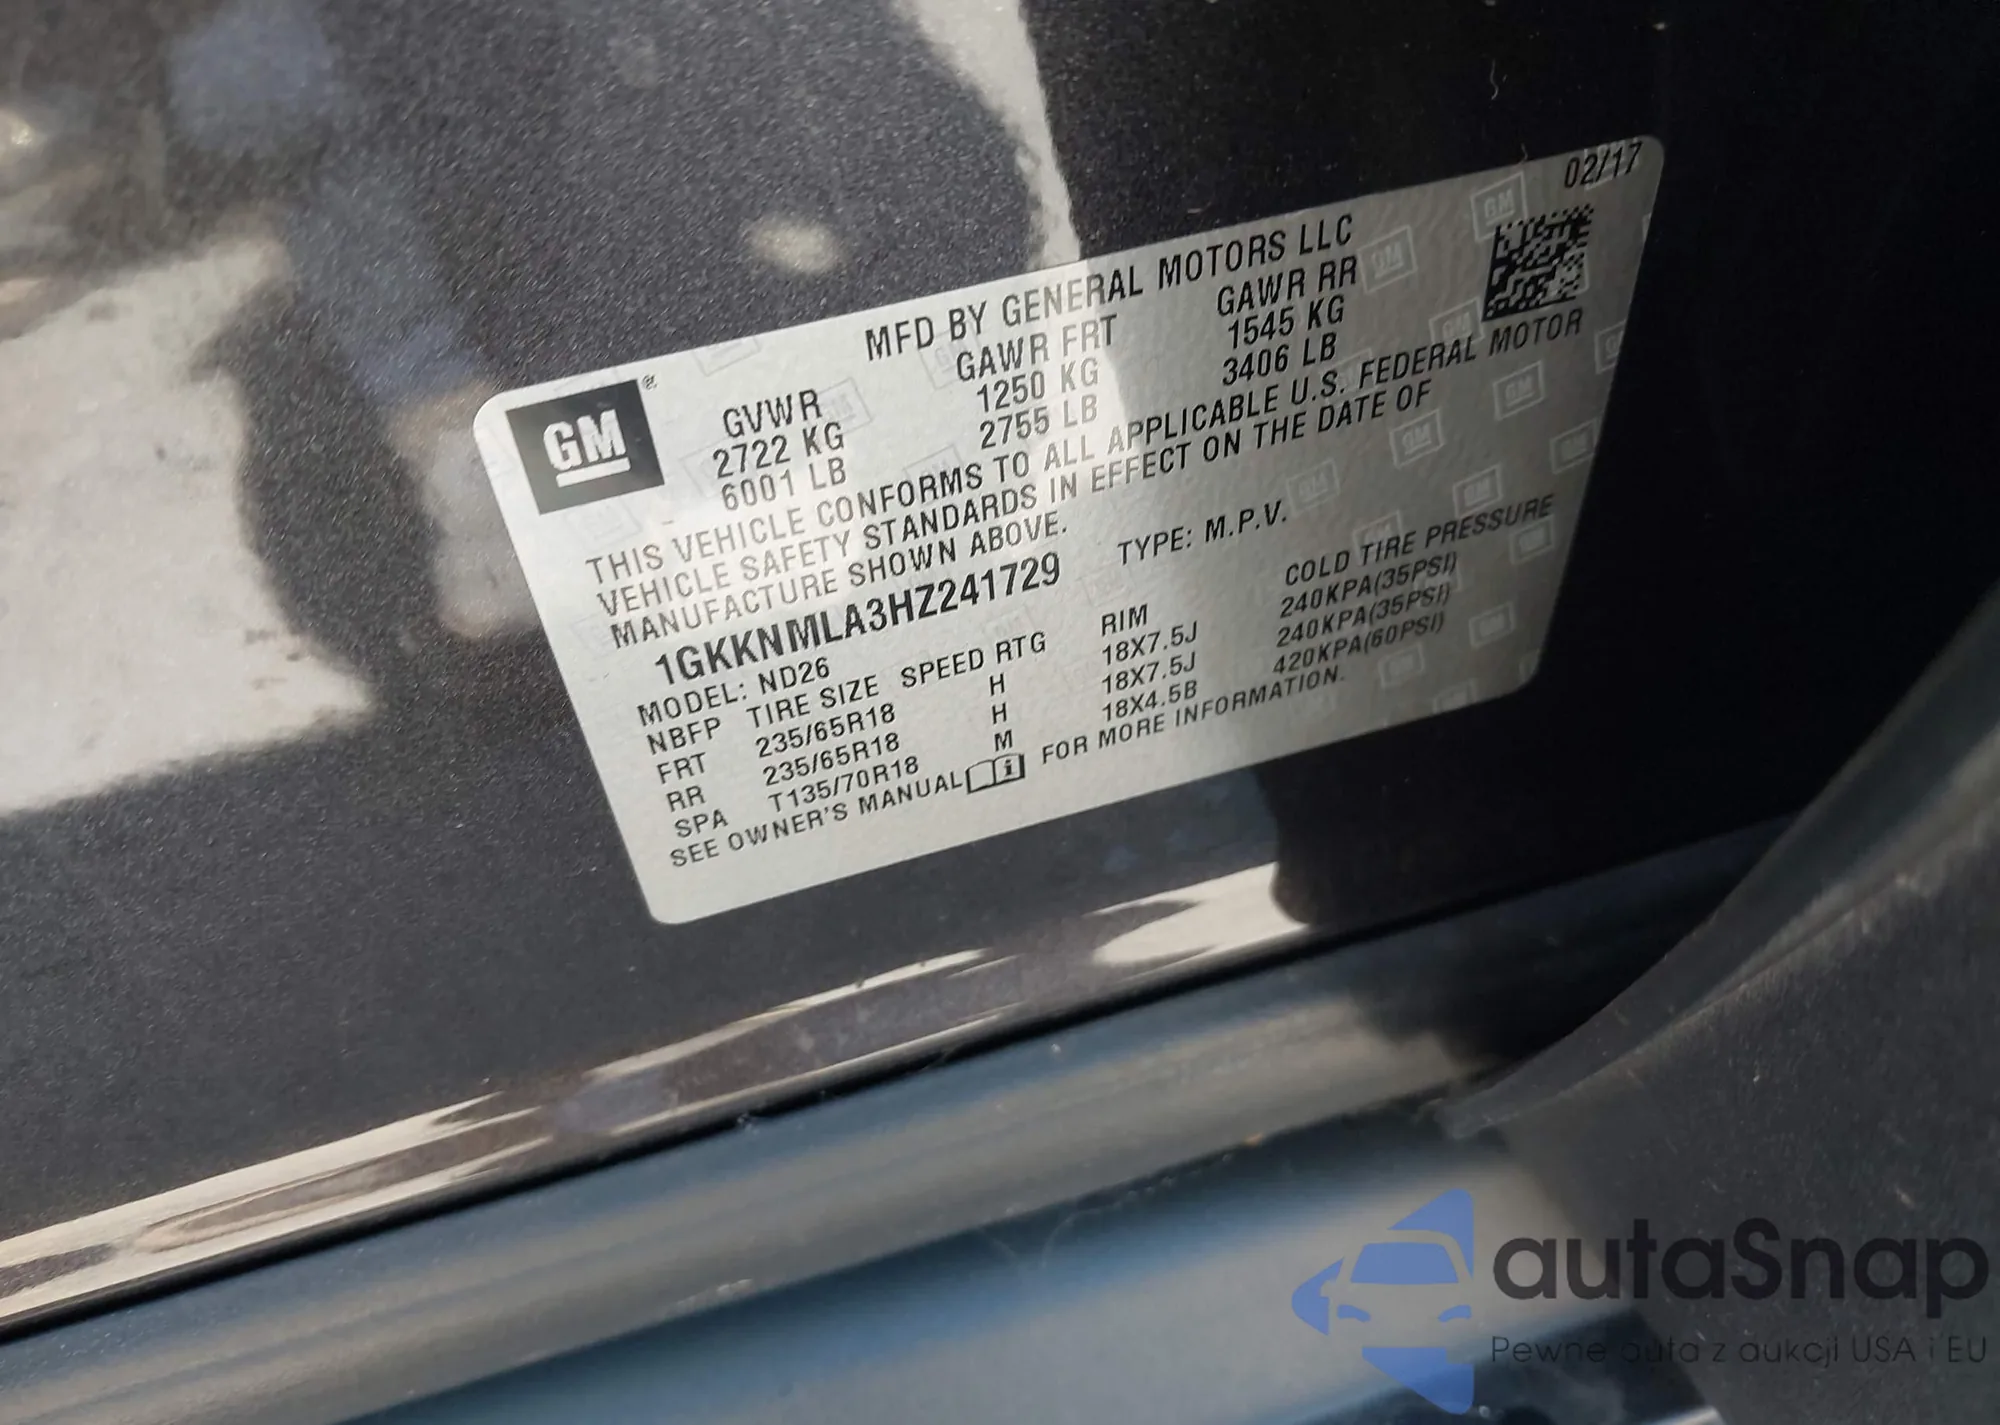 02/17
MFD BY GENERAL MOTORS LLC
GM®
GVWR GAWR FRT GAWR RR
2722 KG 1250 KG 1545 KG
6001 LB 2755 LB 3406 LB
THIS VEHICLE CONFORMS TO ALL APPLICABLE U.S. FEDERAL MOTOR
VEHICLE SAFETY STANDARDS IN EFFECT ON THE DATE OF
MANUFACTURE SHOWN ABOVE.
1GKKNMLA3HZ241729 TYPE: M.P.V.
MODEL: ND26
NBFP TIRE SIZE SPEED RTG RIM COLD TIRE PRESSURE
FRT 235/65R18 H 18X7.5J 240KPA(35PSI)
RR 235/65R18 H 18X7.5J 240KPA(35PSI)
SPA T135/70R18 M 18X4.5B 420KPA(60PSI)
SEE OWNER'S MANUAL FOR MORE INFORMATION.
autaSnap
Pewne auta z aukcji USA i EU